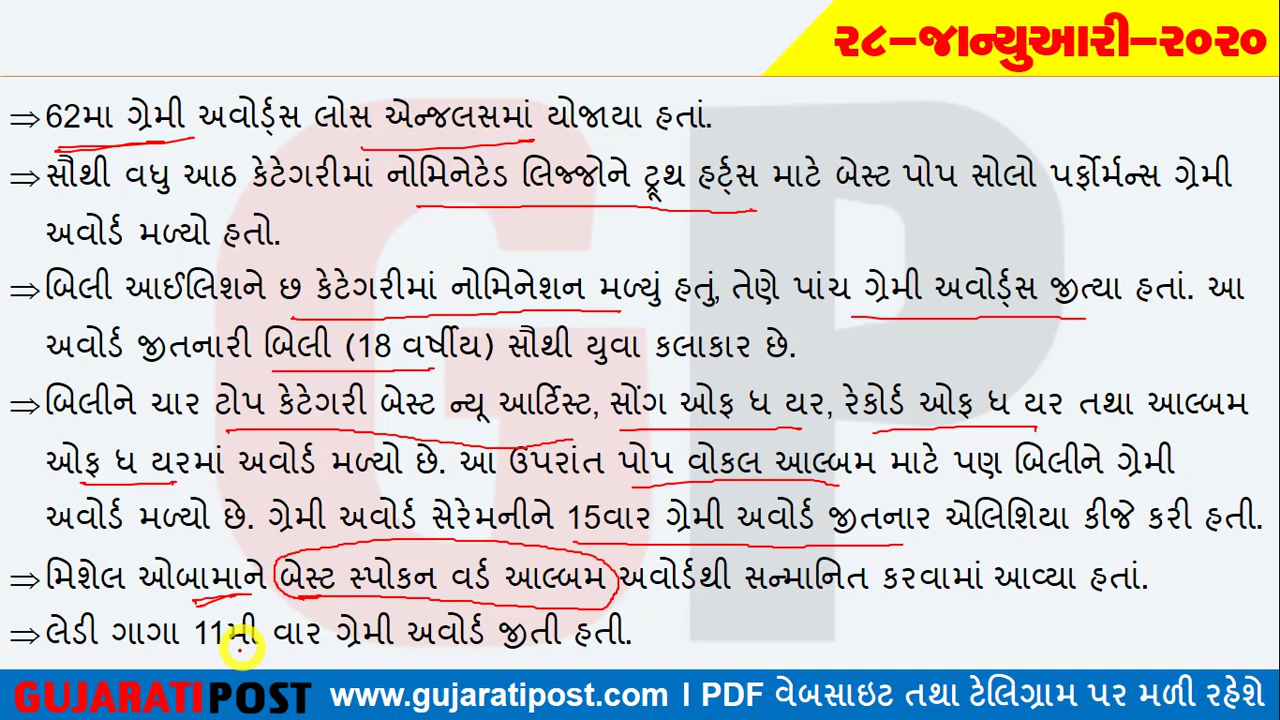 ૨૮-જાન્યુઆરી-૨૦૨૦
⇒ 62મા ગ્રેમી અવોર્ડ્સ લોસ એન્જલસમાં યોજાયા હતાં.
⇒ સૌથી વધુ આઠ કેટેગરીમાં નોમિનેટેડ લિજ્જોને ટ્રૂથ હર્ટ્સ માટે બેસ્ટ પોપ સોલો પર્ફોર્મન્સ ગ્રેમી
અવોર્ડ મળ્યો હતો.
⇒ બિલી આઈલિશને છ કેટેગરીમાં નોમિનેશન મળ્યું હતું, તેણે પાંચ ગ્રેમી અવોર્ડ્સ જીત્યા હતાં. આ
અવોર્ડ જીતનારી બિલી (18 વર્ષીય) સૌથી યુવા કલાકાર છે.
⇒ બિલીને ચાર ટોપ કેટેગરી બેસ્ટ ન્યૂ આર્ટિસ્ટ, સોંગ ઓફ ધ યર, રેકોર્ડ ઓફ ધ યર તથા આલ્બમ
ઓફ ધ યરમાં અવોર્ડ મળ્યો છે. આ ઉપરાંત પોપ વોકલ આલ્બમ માટે પણ બિલીને ગ્રેમી
અવોર્ડ મળ્યો છે. ગ્રેમી અવોર્ડ સેરેમનીને 15વાર ગ્રેમી અવોર્ડ જીતનાર એલિશિયા કીજે કરી હતી.
⇒ મિશેલ ઓબામાને બેસ્ટ સ્પોકન વર્ડ આલ્બમ અવોર્ડથી સન્માનિત કરવામાં આવ્યા હતાં.
⇒ લેડી ગાગા 11મી વાર ગ્રેમી અવોર્ડ જીતી હતી.
GP
GUJARATIPOST www.gujaratipost.com | PDF વેબસાઇટ તથા ટેલિગ્રામ પર મળી રહેશે